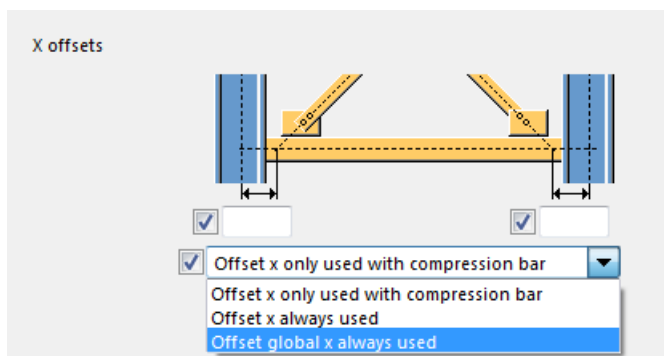 X offsets
Offset x only used with compression bar
Offset x only used with compression bar
Offset x always used
Offset global x always used